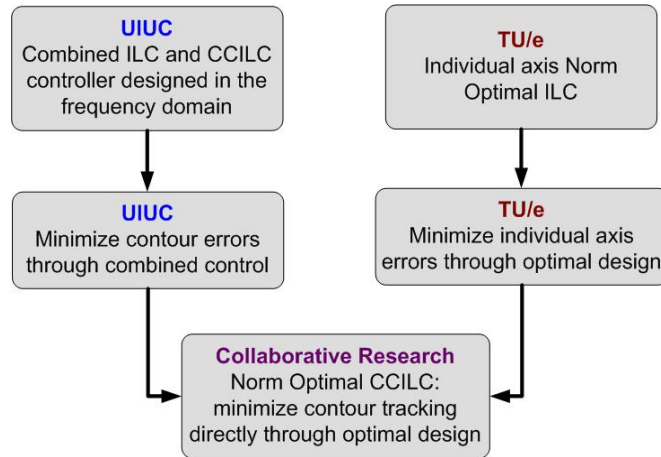 UIUC
Combined ILC and CCILC
controller designed in the
frequency domain
TU/e
Individual axis Norm
Optimal ILC
UIUC
Minimize contour errors
through combined control
TU/e
Minimize individual axis
errors through optimal design
Collaborative Research
Norm Optimal CCILC:
minimize contour tracking
directly through optimal design